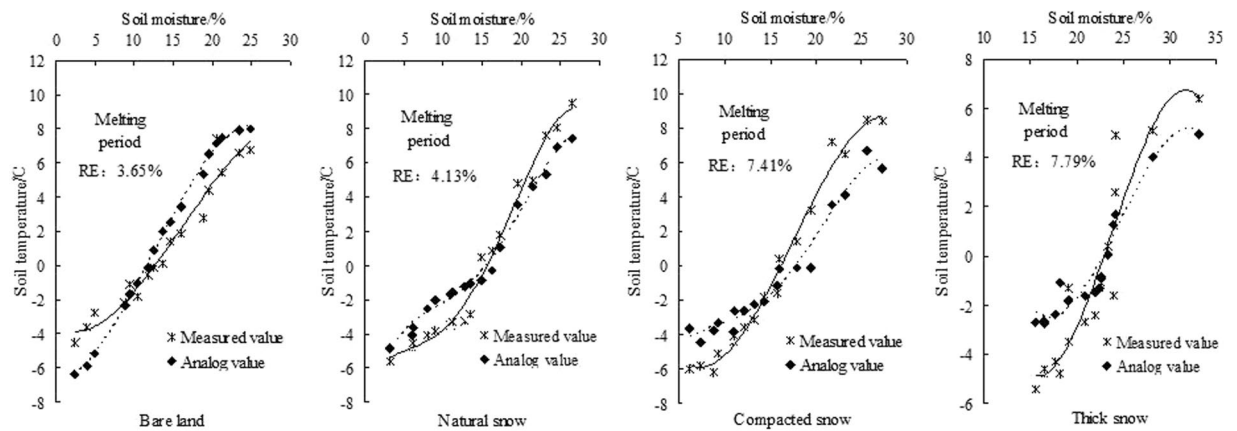 Soil moisture/%
0 5 10 15 20 25 30
12
10
8
6
4
2
0
-2
-4
-6
-8
Soil temperature/C
Melting
period
RE：3.65%
Measured value
Analog value
Bare land
Soil moisture/%
0 5 10 15 20 25 30
12
10
8
6
4
2
0
-2
-4
-6
-8
Soil temperature/C
Melting
period
RE：4.13%
Measured value
Analog value
Natural snow
Soil moisture/%
5 10 15 20 25 30
12
10
8
6
4
2
0
-2
-4
-6
-8
Soil temperature/C
Melting
period
RE：7.41%
Measured value
Analog value
Compacted snow
Soil moisture/%
10 15 20 25 30 35
8
6
4
2
0
-2
-4
-6
Soil temperature/C
Melting
period
RE：7.79%
Measured value
Analog value
Thick snow